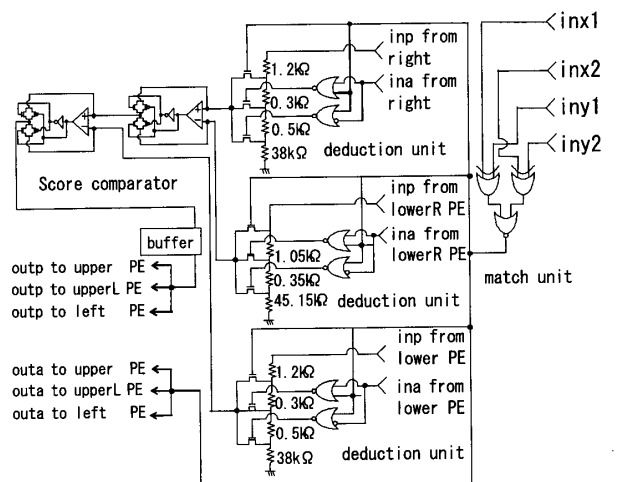 inp from
right
ina from
right
1.2kΩ
0.3kΩ
0.5kΩ
38kΩ
deduction unit
inx1
inx2
iny1
iny2
Score comparator
inp from
lowerR PE
ina from
lowerR PE
1.05kΩ
0.35kΩ
45.15kΩ
deduction unit
match unit
buffer
outp to upper PE
outp to upperL PE
outp to left PE
inp from
lower PE
ina from
lower PE
1.2kΩ
0.3kΩ
0.5kΩ
38kΩ
deduction unit
outa to upper PE
outa to upperL PE
outa to left PE